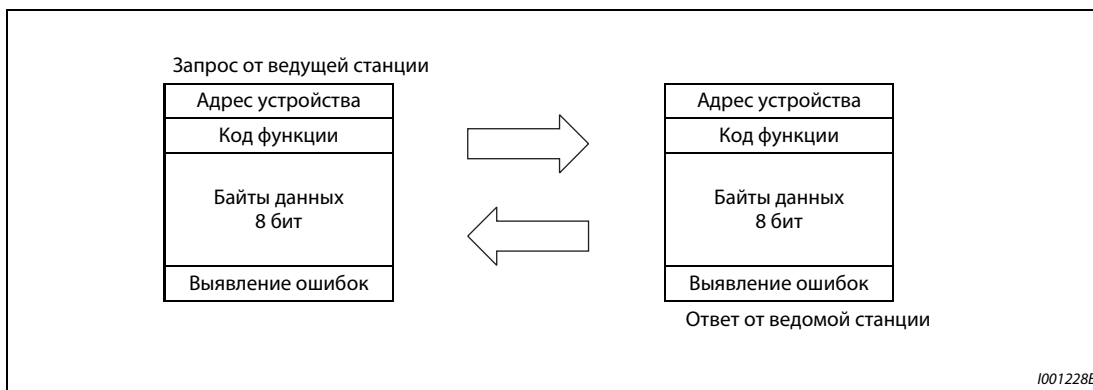 Запрос от ведущей станции
Адрес устройства
Код функции
Байты данных
8 бит
Выявление ошибок
Адрес устройства
Код функции
Байты данных
8 бит
Выявление ошибок
Ответ от ведомой станции
I001228E